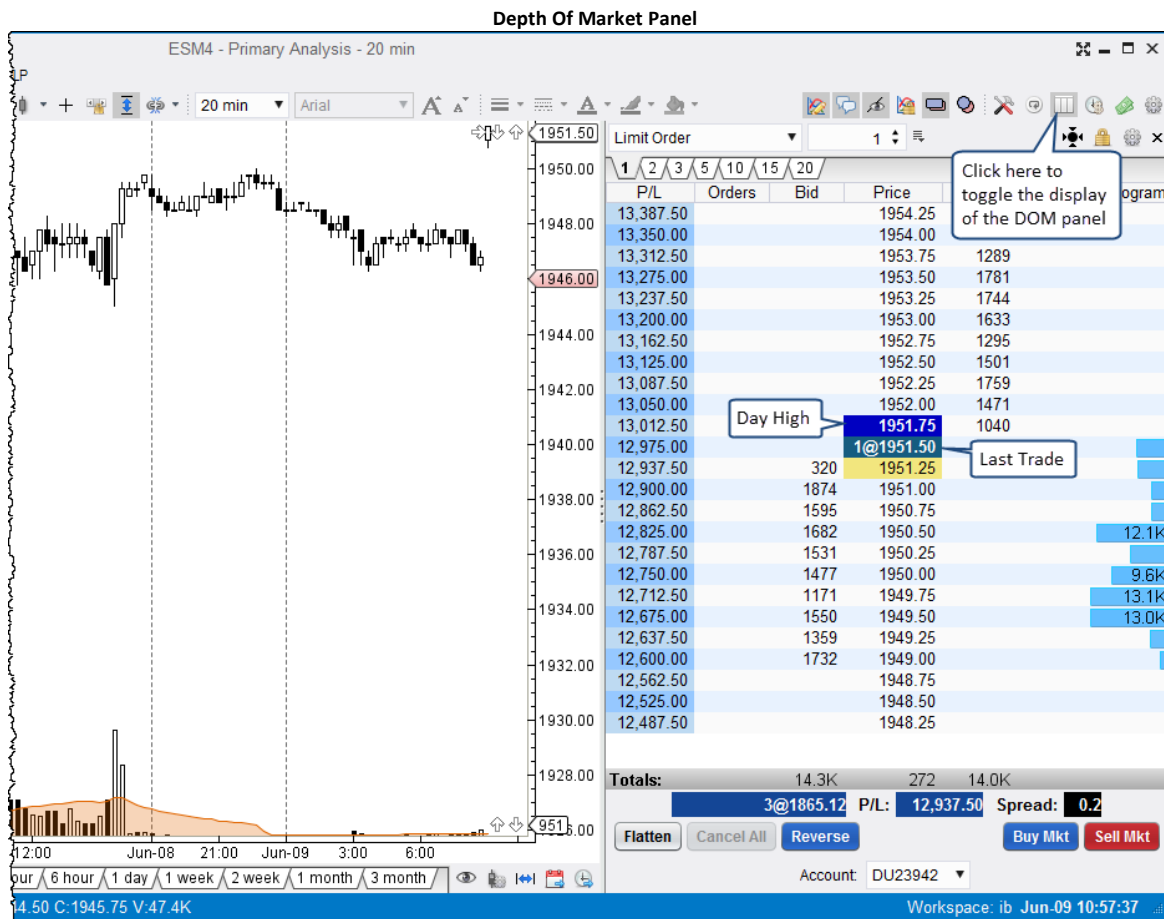 Depth Of Market Panel
ESM4 - Primary Analysis - 20 min
LP
20 min Arial A A A
Limit Order 1
1 2 3 5 10 15 20
Click here to
toggle the display
of the DOM panel
P/L Orders Bid Price ogram
13,387.50 1954.25
13,350.00 1954.00
13,312.50 1953.75 1289
13,275.00 1953.50 1781
13,237.50 1953.25 1744
13,200.00 1953.00 1633
13,162.50 1952.75 1295
13,125.00 1952.50 1501
13,087.50 1952.25 1759
13,050.00 1952.00 1471
13,012.50 Day High 1951.75 1040
12,975.00 1@1951.50 Last Trade
12,937.50 320 1951.25
12,900.00 1874 1951.00
12,862.50 1595 1950.75
12,825.00 1682 1950.50 12.1K
12,787.50 1531 1950.25
12,750.00 1477 1950.00 9.6K
12,712.50 1171 1949.75 13.1K
12,675.00 1550 1949.50 13.0K
12,637.50 1359 1949.25
12,600.00 1732 1949.00
12,562.50 1948.75
12,525.00 1948.50
12,487.50 1948.25
Totals: 14.3K 272 14.0K
3@1865.12 P/L: 12,937.50 Spread: 0.2
Flatten Cancel All Reverse Buy Mkt Sell Mkt
Account: DU23942
1951.50
1950.00
1948.00
1946.00
1944.00
1942.00
1940.00
1938.00
1936.00
1934.00
1932.00
1930.00
1928.00
951 6.00
12:00 Jun-08 21:00 Jun-09 3:00 6:00
our 6 hour 1 day 1 week 2 week 1 month 3 month
14.50 C:1945.75 V:47.4K Workspace: ib Jun-09 10:57:37